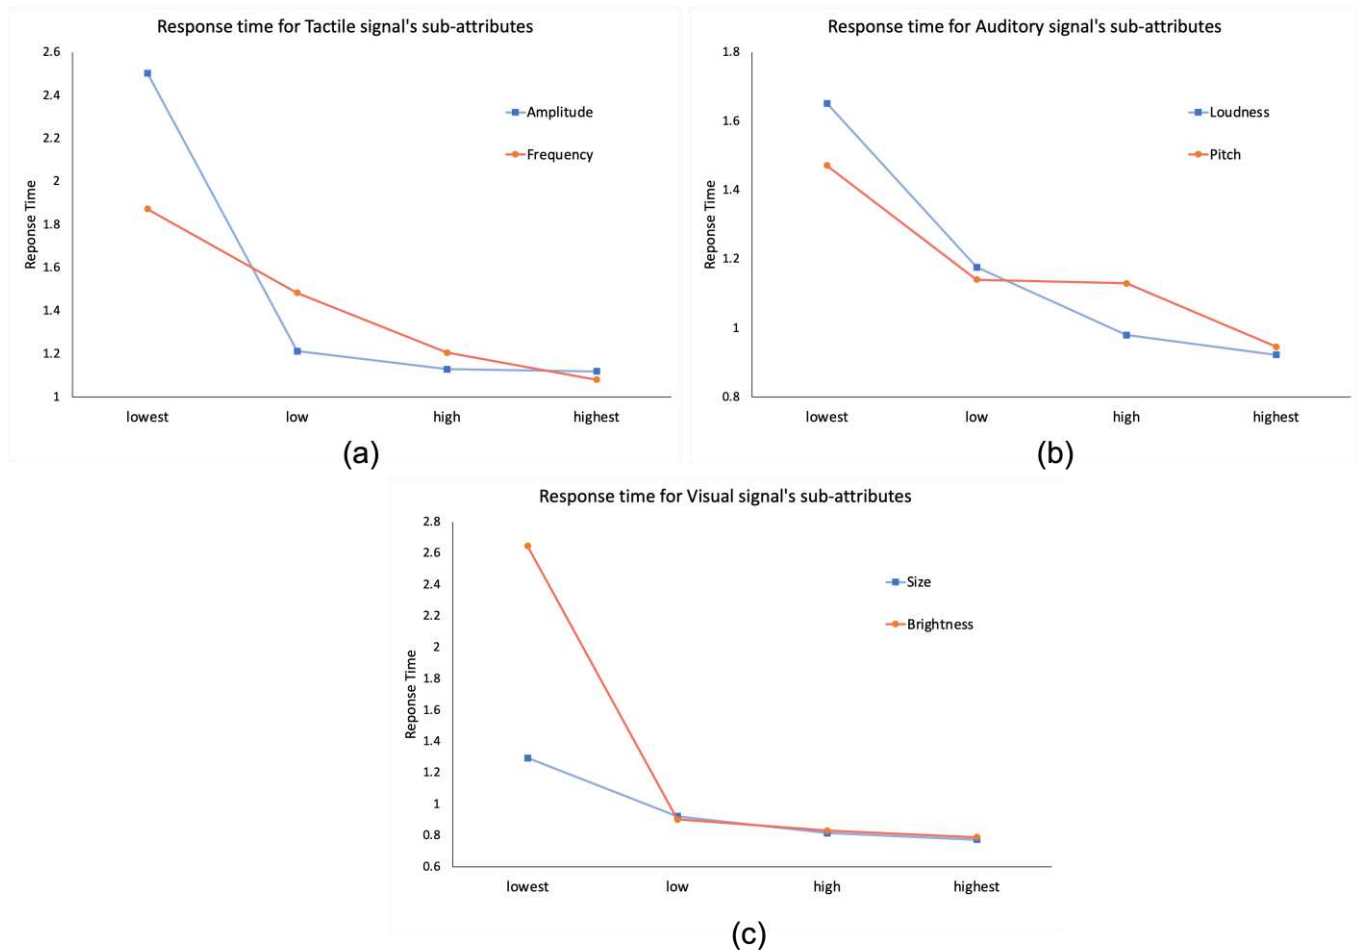 Response time for Tactile signal's sub-attributes
2.6
2.4
2.2
2
1.8
1.6
1.4
1.2
1
Reponse Time
Amplitude
Frequency
lowest low high highest
(a)
Response time for Auditory signal's sub-attributes
1.8
1.6
1.4
1.2
1
0.8
Reponse Time
Loudness
Pitch
lowest low high highest
(b)
Response time for Visual signal's sub-attributes
2.8
2.6
2.4
2.2
2
1.8
1.6
1.4
1.2
1
0.8
0.6
Reponse Time
Size
Brightness
lowest low high highest
(c)